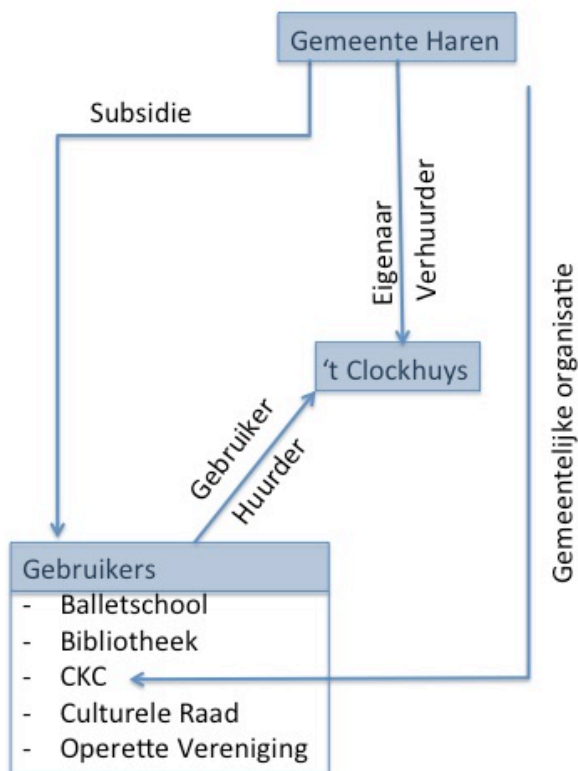 Gemeente Haren
Subsidie
Eigenaar
Verhuurder
Gemeentelijke organisatie
‘t Clockhuys
Gebruiker
Huurder
Gebruikers
- Balletschool
- Bibliotheek
- CKC
- Culturele Raad
- Operette Vereniging